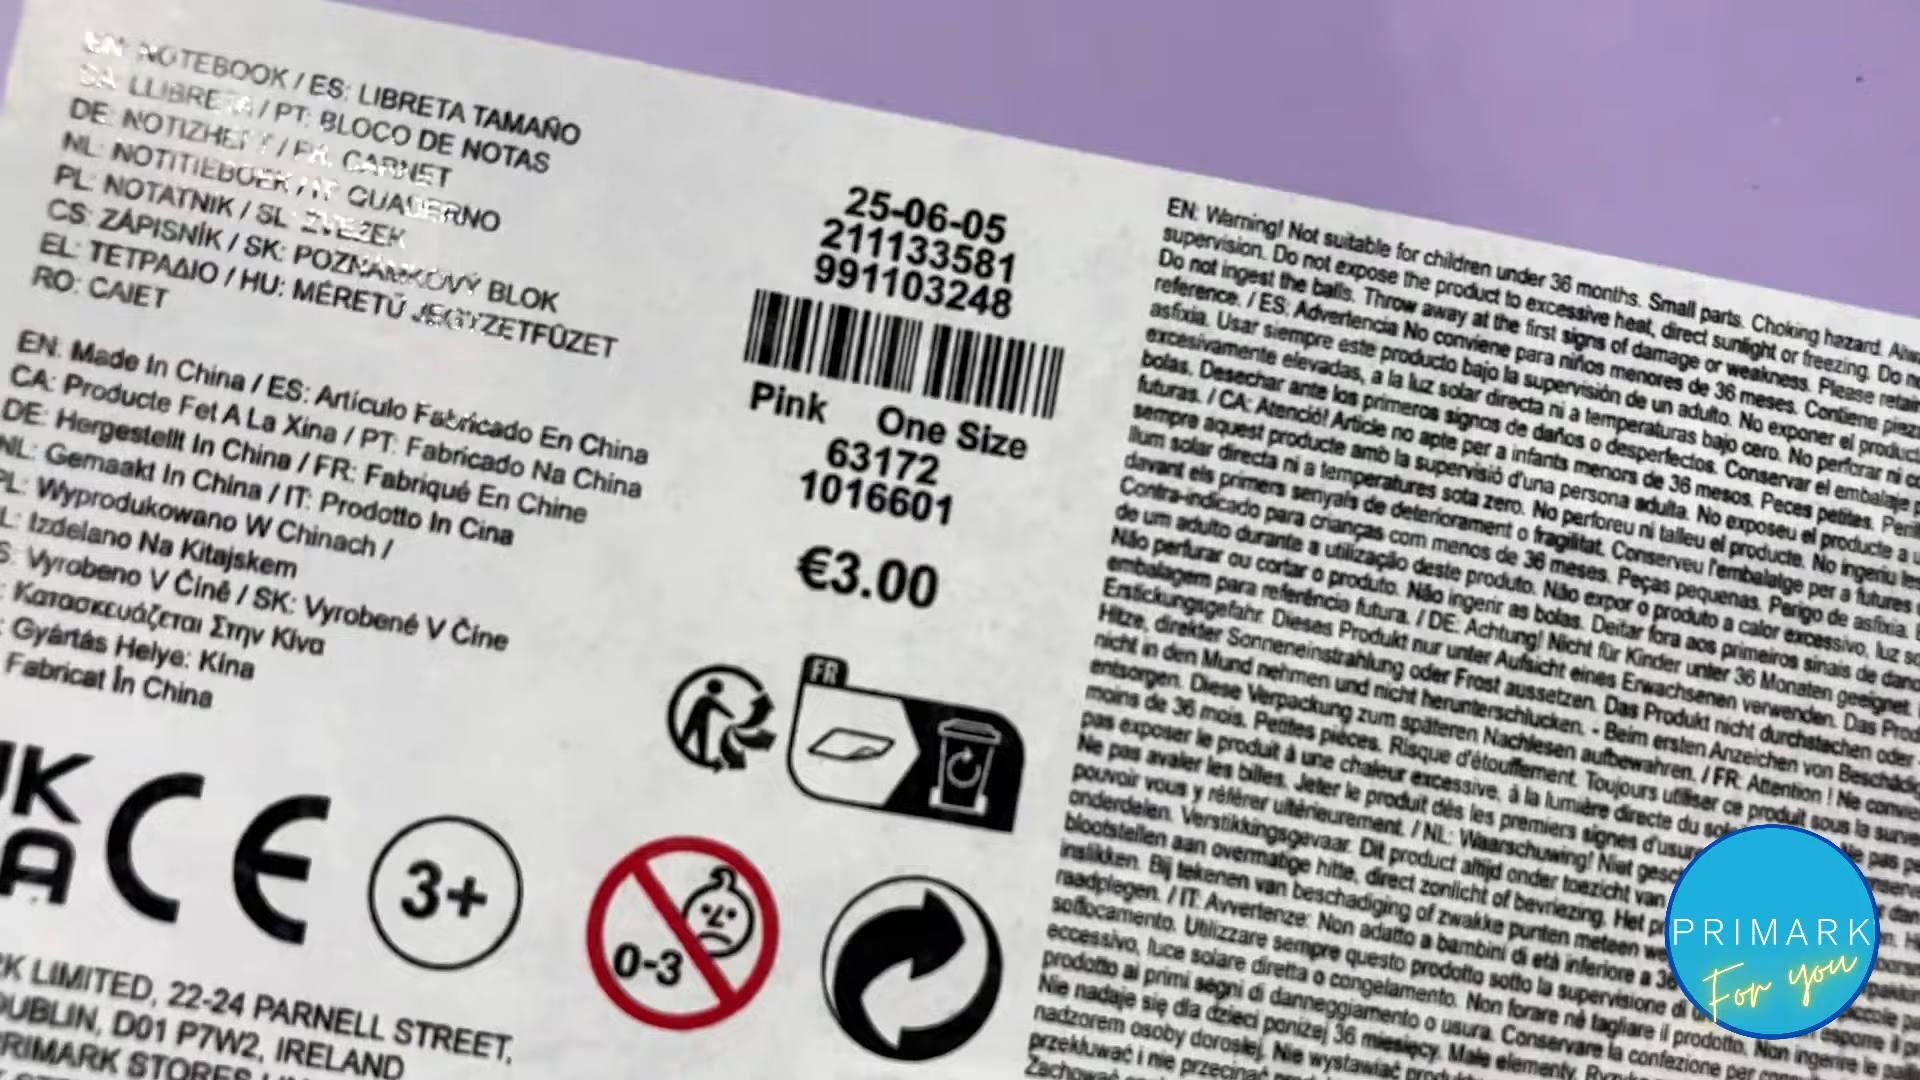 EN: NOTEBOOK / ES: LIBRETA TAMAÑO
CA: LLIBRETA / PT: BLOCO DE NOTAS
DE: NOTIZHEFT / FR: CARNET
NL: NOTITIEBOEK / IT: QUADERNO
PL: NOTATNIK / SL: ZVEZEK
CS: ZÁPISNÍK / SK: POZNÁMKOVÝ BLOK
EL: ΤΕΤΡΑΔΙΟ / HU: MÉRETŰ JEGYZETFÜZET
RO: CAIET
EN: Made In China / ES: Artículo Fabricado En China
CA: Producte Fet A La Xina / PT: Fabricado Na China
DE: Hergestellt In China / FR: Fabriqué En Chine
NL: Gemaakt In China / IT: Prodotto In Cina
PL: Wyprodukowano W Chinach /
L: Izdelano Na Kitajskem
S: Vyrobeno V Číně / SK: Vyrobené V Číne
: Κατασκευάζεται Στην Κίνα
: Gyártás Helye: Kína
Fabricat În China
UK
CA
CE
3+
0-3
K LIMITED, 22-24 PARNELL STREET,
DUBLIN, D01 P7W2, IRELAND
PRIMARK STORES
25-06-05
211133581
991103248
Pink One Size
63172
1016601
€3.00
FR
EN: Warning! Not suitable for children under 36 months. Small parts. Choking hazard.
supervision. Do not expose the product to excessive heat, direct sunlight or freezing. Do
Do not ingest the balls. Throw away at the first signs of damage or weakness. Please retain
reference. / ES: Advertencia No conviene para niños menores de 36 meses. Contiene
asfixia. Usar siempre este producto bajo la supervisión de un adulto. No exponer el
excesivamente elevadas, a la luz solar directa ni a temperaturas bajo cero. No perforar ni
bolas. Desechar ante los primeros signos de daños o desperfectos. Conservar el embalaje
futuras. / CA: Atenció! Article no apte per a infants menors de 36 mesos. Peces petites.
sempre aquest producte amb la supervisió d'una persona adulta. No exposeu el producte a
llum solar directa ni a temperatures sota zero. No perforeu ni talleu el producte. No ingeriu
davant els primers senyals de deteriorament o fragilitat. Conserveu l'embalatge per a futures
Contra-indicado para crianças com menos de 36 meses. Peças pequenas. Perigo de asfixia.
de um adulto durante a utilização deste produto. Não expor o produto a calor excessivo, luz
Não perfurar ou cortar o produto. Não ingerir as bolas. Deitar fora aos primeiros sinais de
embalagem para referência futura. / DE: Achtung! Nicht für Kinder unter 36 Monaten geeignet.
Erstickungsgefahr. Dieses Produkt nur unter Aufsicht eines Erwachsenen verwenden. Das
Hitze, direkter Sonneneinstrahlung oder Frost aussetzen. Das Produkt nicht durchstechen oder
nicht in den Mund nehmen und nicht herunterschlucken. - Beim ersten Anzeichen von
entsorgen. Diese Verpackung zum späteren Nachlesen aufbewahren. / FR: Attention ! Ne
moins de 36 mois. Petites pièces. Risque d'étouffement. Toujours utiliser ce produit sous la
pas exposer le produit à une chaleur excessive, à la lumière directe du
Ne pas avaler les billes. Jeter le produit dès les premiers signes
pouvoir vous y référer ultérieurement. / NL: Waarschuwing! Niet
onderdelen. Verstikkingsgevaar. Dit product altijd onder toezicht van
blootstellen aan overmatige hitte, direct zonlicht of bevriezing. Het
inslikken. Bij tekenen van beschadiging of zwakke punten meteen
raadplegen. / IT: Avvertenze: Non adatto a bambini di età inferiore a
soffocamento. Utilizzare sempre questo prodotto sotto la supervisione di
eccessivo, luce solare diretta o congelamento. Non forare né tagliare il prodotto. Non ingerire le
prodotto ai primi segni di danneggiamento o usura. Conservare la confezione per
Nie nadaje się dla dzieci poniżej 36 miesięcy. Małe elementy.
nadzorem osoby dorosłej. Nie wystawiać
przekłuwać i nie przecinać
Zachować
PRIMARK
For you